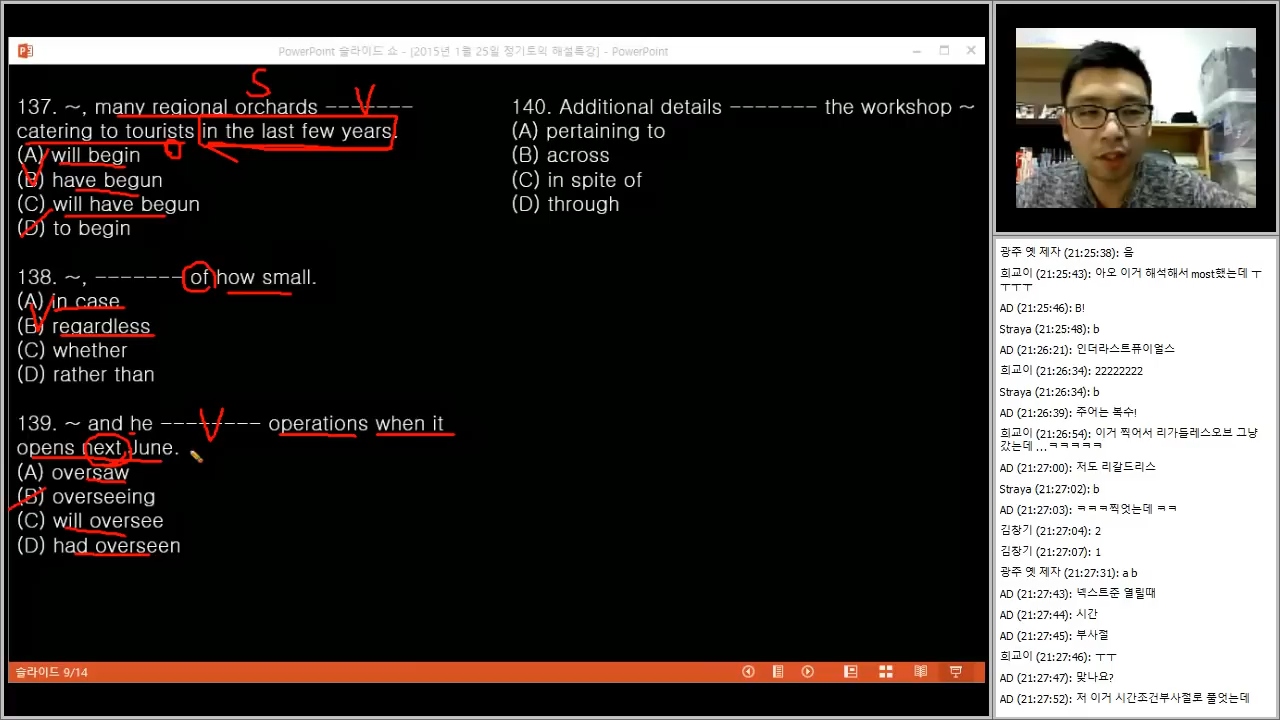 PowerPoint 슬라이드 쇼 - [2015년 1월 25일 정기토익 해설특강] - PowerPoint
S
V
137. ~, many regional orchards -------
catering to tourists in the last few years.
(A) will begin
(B) have begun
(C) will have begun
(D) to begin
138. ~, ------- of how small.
(A) in case
(B) regardless
(C) whether
(D) rather than
V
139. ~ and he ------- operations when it
opens next June.
(A) oversaw
(B) overseeing
(C) will oversee
(D) had overseen
140. Additional details ------- the workshop ~
(A) pertaining to
(B) across
(C) in spite of
(D) through
슬라이드 9/14
광주 옛 제자 (21:25:38): 음
희교이 (21:25:43): 아오 이거 해석해서 most했는데 ㅜ
ㅜㅜㅜㅜ
AD (21:25:46): B!
Straya (21:25:48): b
AD (21:26:21): 인더라스트퓨이얼스
희교이 (21:26:34): 22222222
Straya (21:26:34): b
AD (21:26:39): 주어는 복수!
희교이 (21:26:54): 이거 찍어서 리가들레스오브 그냥
갔는데 ...ㅋㅋㅋㅋㅋ
AD (21:27:00): 저도 리갈드리스
Straya (21:27:02): b
AD (21:27:03): ㅋㅋㅋ찍엇는데 ㅋㅋ
김창기 (21:27:04): 2
김창기 (21:27:07): 1
광주 옛 제자 (21:27:31): a b
AD (21:27:43): 넥스트준 열릴때
AD (21:27:44): 시간
AD (21:27:45): 부사절
희교이 (21:27:46): ㅜㅜ
AD (21:27:47): 맞나요?
AD (21:27:52): 저 이거 시간조건부사절로 풀엇는데